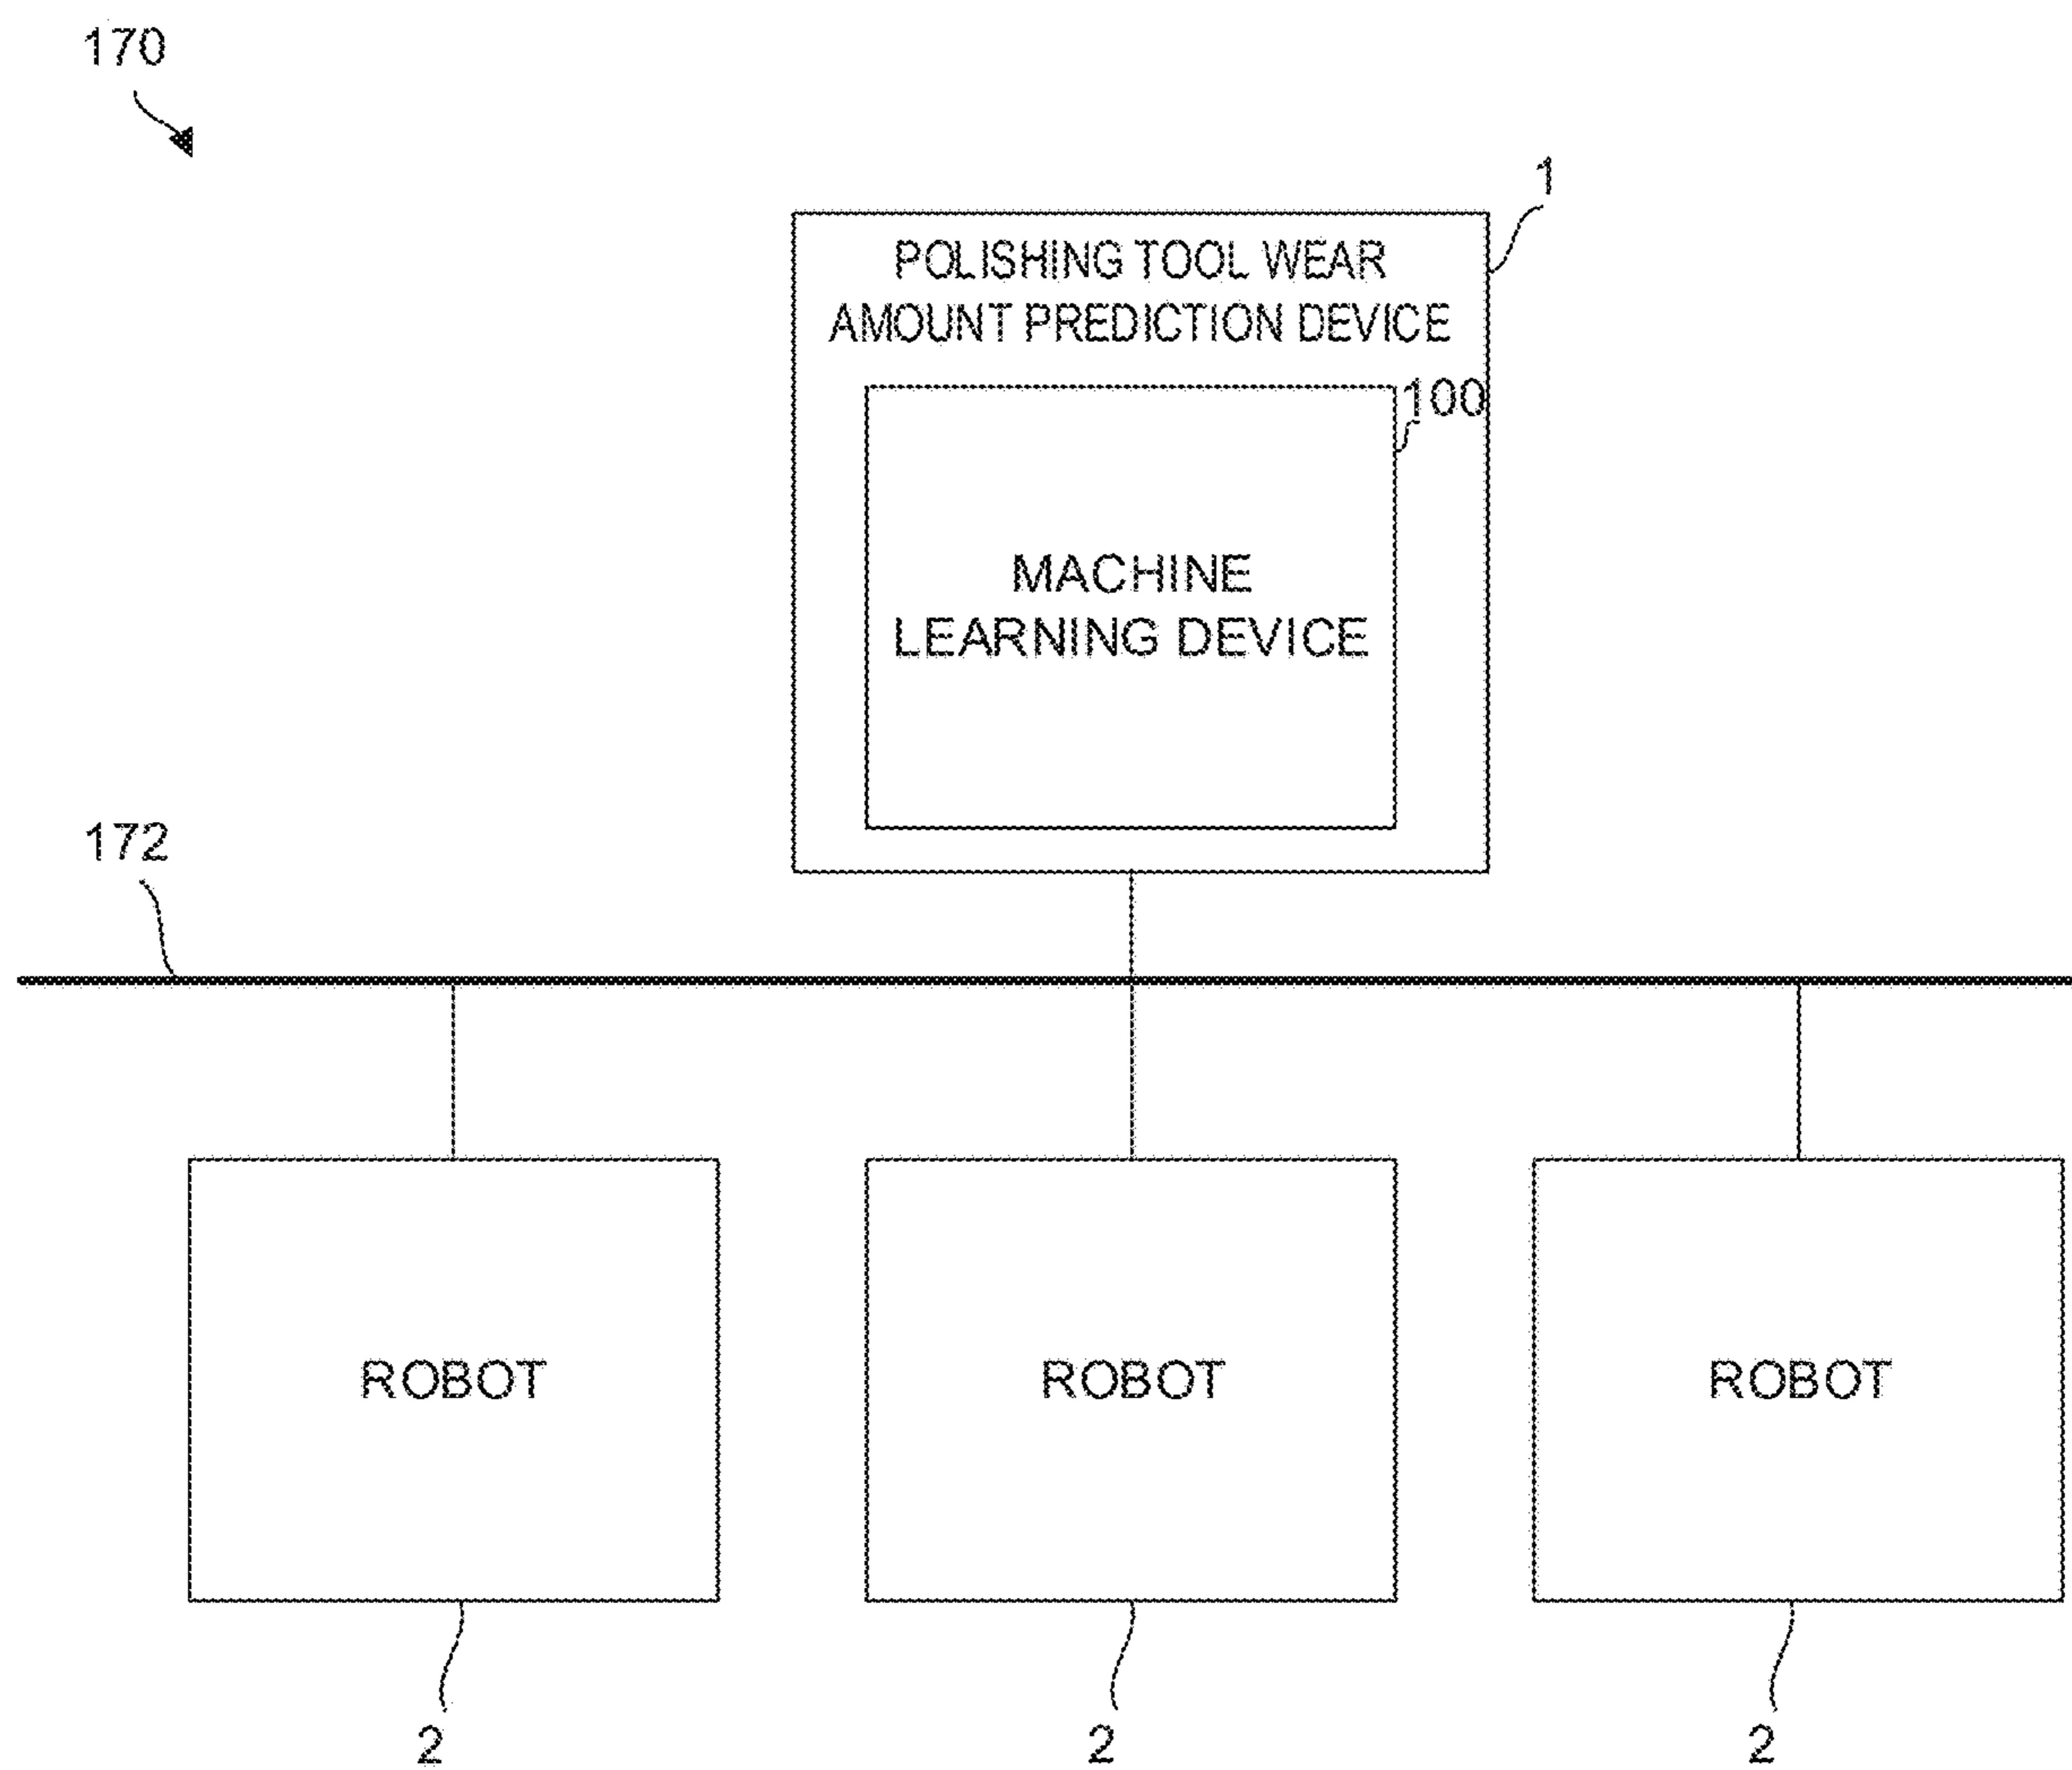 170
1
POLISHING TOOL WEAR
AMOUNT PREDICTION DEVICE
100
MACHINE
LEARNING DEVICE
172
ROBOT
ROBOT
ROBOT
2
2
2